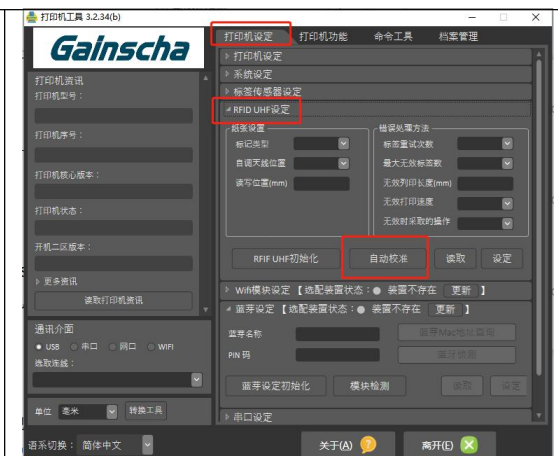 打印机工具 3.2.34(b)
Gainscha
打印机设定 打印机功能 命令工具 档案管理
打印机资讯
打印机型号：
打印机序号：
打印机核心版本：
打印机状态：
开机二区版本：
更多资讯
读取打印机资讯
通讯介面
USB 串口 网口 WIFI
选取连线：
单位 毫米 转换工具
语系切换： 简体中文
打印机设定
系统设定
标签传感器设定
RFID UHF设定
纸张设置
标记类型
自调天线位置
读写位置(mm)
错误处理方法
标签重试次数
最大无效标签数
无效列印长度(mm)
无效打印速度
无效时采取的操作
RFIF UHF初始化 自动校准 读取 设定
Wifi模块设定 【 选配装置状态： 装置不存在 更新 】
蓝芽设定 【 选配装置状态： 装置不存在 更新 】
蓝芽名称 蓝芽Mac地址查询
PIN 码
蓝芽设定初始化 模块检测 读取 设定
串口设定
关于(A) 离开(E)